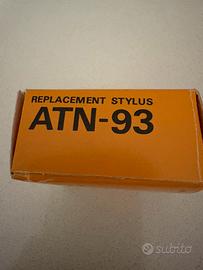 REPLACEMENT STYLUS
ATN-93
subito